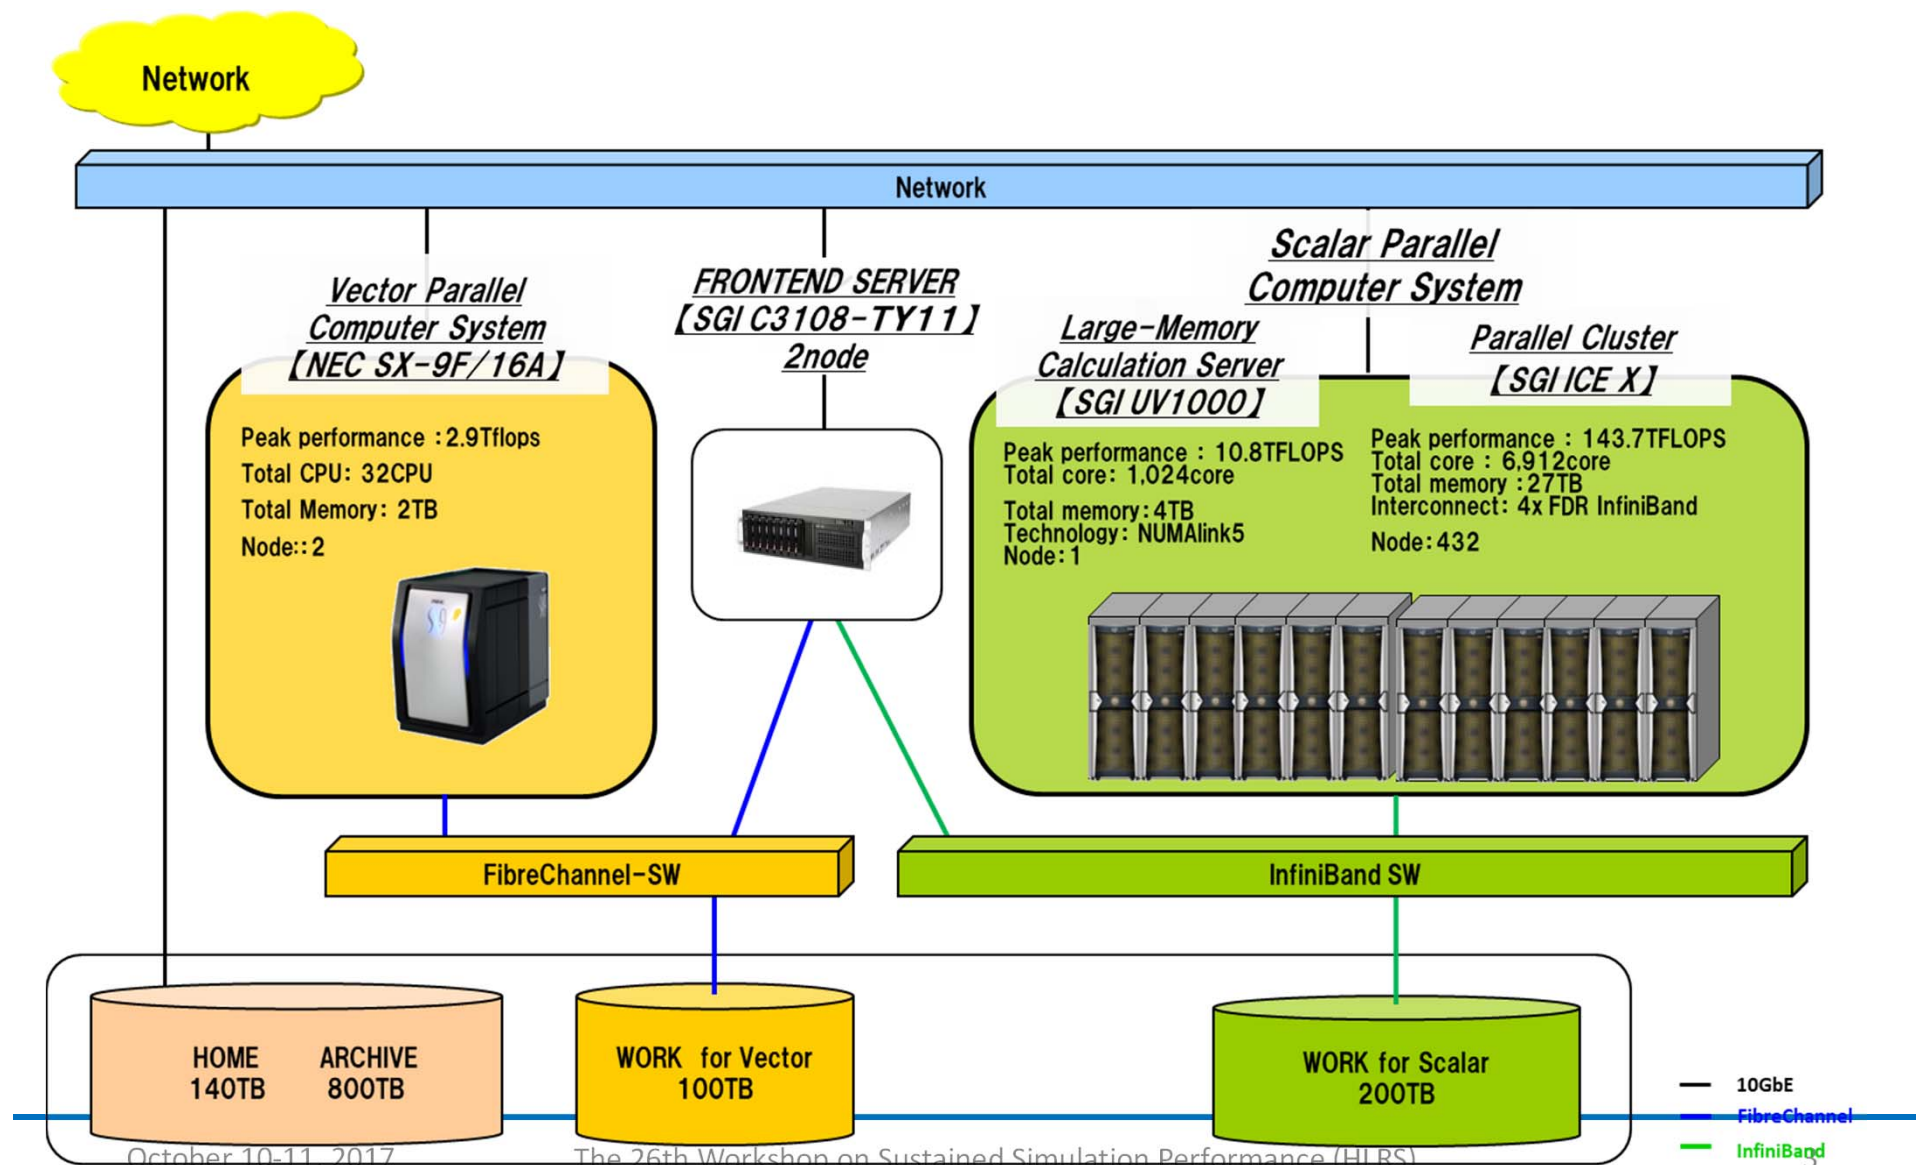 Network
Network
Vector Parallel
Computer System
【NEC SX-9F/16A】
Peak performance :2.9Tflops
Total CPU: 32CPU
Total Memory: 2TB
Node::2
FRONTEND SERVER
【SGI C3108-TY11】
2node
Scalar Parallel
Computer System
Large-Memory
Calculation Server
【SGI UV1000】
Peak performance : 10.8TFLOPS
Total core: 1,024core
Total memory:4TB
Technology: NUMAlink5
Node:1
Parallel Cluster
【SGI ICE X】
Peak performance : 143.7TFLOPS
Total core : 6,912core
Total memory :27TB
Interconnect: 4x FDR InfiniBand
Node:432
FibreChannel-SW
InfiniBand SW
HOME ARCHIVE
140TB 800TB
WORK for Vector
100TB
WORK for Scalar
200TB
10GbE
FibreChannel
InfiniBand
October 10-11, 2017
The 26th Workshop on Sustained Simulation Performance (HLRS)
3